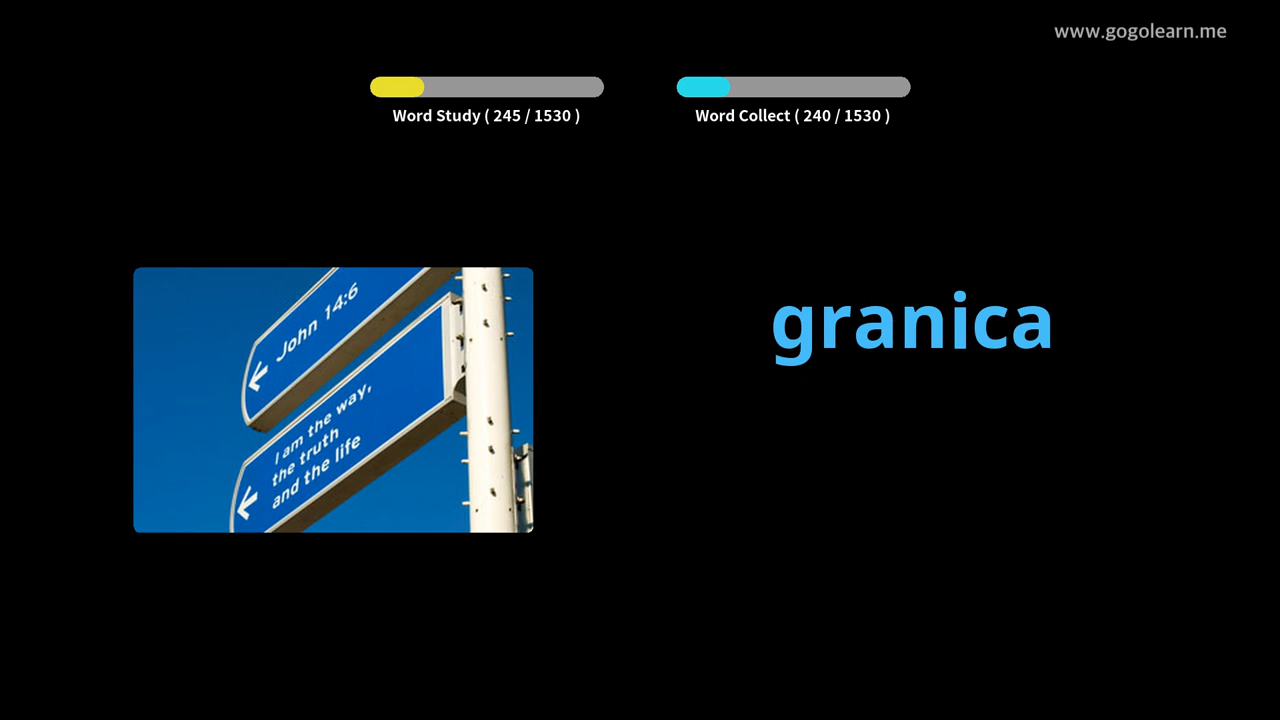 www.gogolearn.me
Word Study ( 245 / 1530 )
Word Collect ( 240 / 1530 )
John 14:6
I am the way,
the truth
and the life
granica